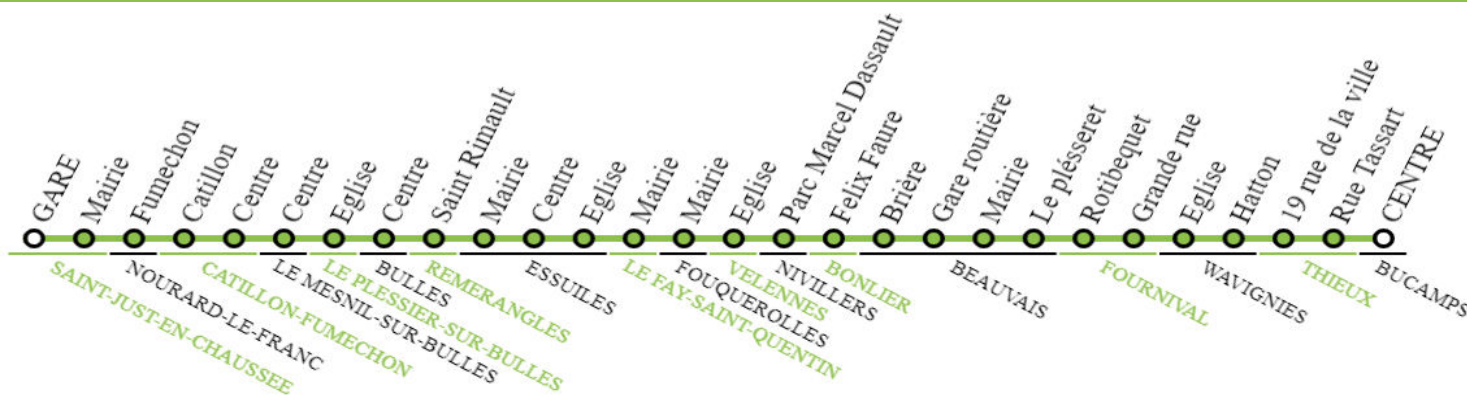 GARE
Mairie
Fumechon
Catillon
Centre
Centre
Eglise
Centre
Saint Rimault
Mairie
Centre
Eglise
Mairie
Mairie
Eglise
Parc Marcel Dassault
Felix Faure
Brière
Gare routière
Mairie
Le plésseret
Rotibequet
Grande rue
Eglise
Hatton
19 rue de la ville
Rue Tassart
CENTRE
SAINT-JUST-EN-CHAUSSEE
NOURARD-LE-FRANC
CATILLON-FUMECHON
LE MESNIL-SUR-BULLES
LE PLESSIER-SUR-BULLES
BULLES
REMERANGLES
ESSUILES
LE FAY-SAINT-QUENTIN
FOUQUEROLLES
VELENNES
NIVILLERS
BONLIER
BEAUVAIS
FOURNIVAL
WAVIGNIES
THIEUX
BUCAMPS